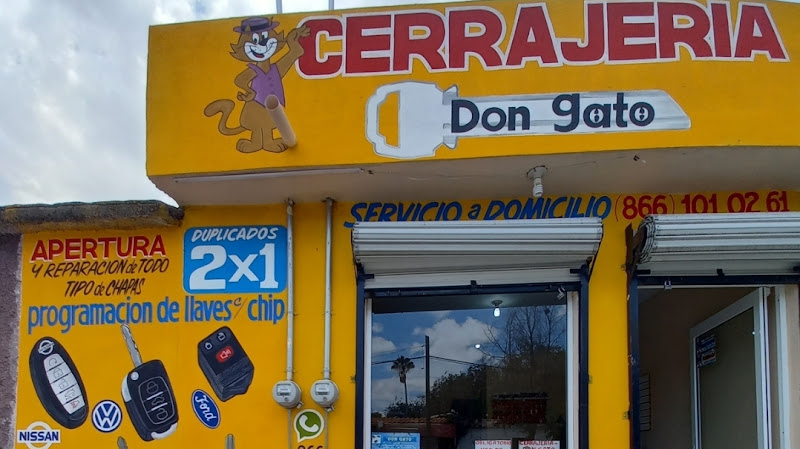 CERRAJERIA
Don gato
SERVICIO a DOMICILIO (866) 101 02 61
APERTURA
Y REPARACION de TODO
TIPO de CHAPAS
DUPLICADOS
2x1
programacion de llaves c/ chip
NISSAN
Ford
866
DON GATO